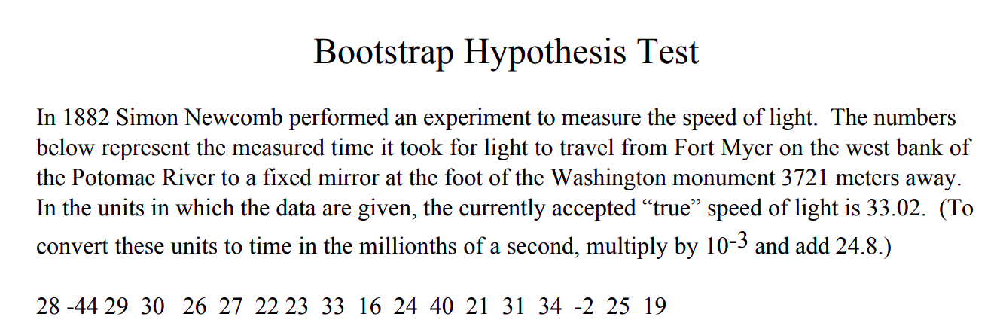 Bootstrap Hypothesis Test
In 1882 Simon Newcomb performed an experiment to measure the speed of light.  The numbers
below represent the measured time it took for light to travel from Fort Myer on the west bank of
the Potomac River to a fixed mirror at the foot of the Washington monument 3721 meters away.
In the units in which the data are given, the currently accepted “true” speed of light is 33.02.  (To
convert these units to time in the millionths of a second, multiply by 10-3 and add 24.8.)
28 -44 29  30   26  27  22 23  33  16  24  40  21  31  34  -2  25  19